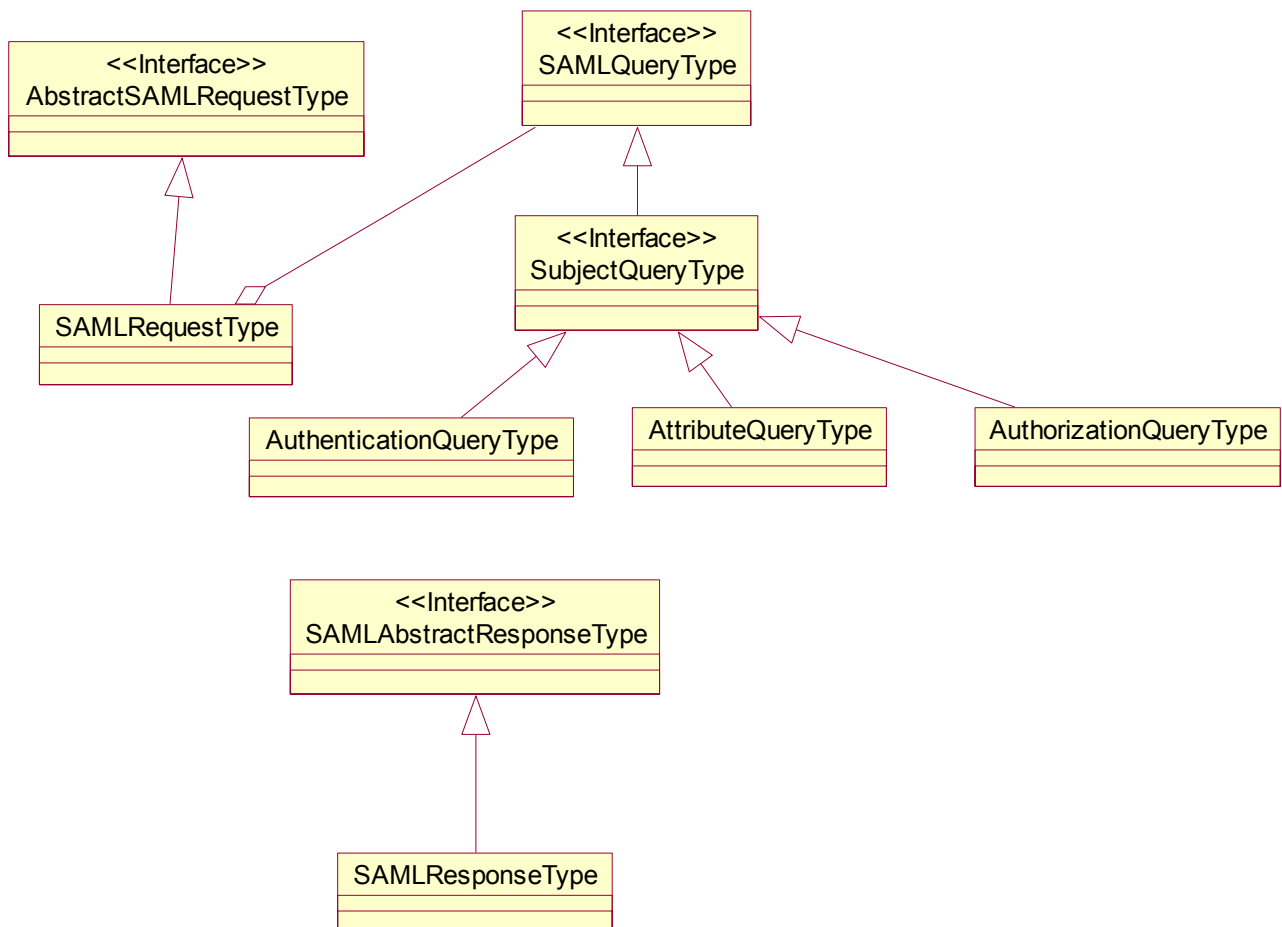 <<Interface>>
AbstractSAMLRequestType
<<Interface>>
SAMLQueryType
<<Interface>>
SubjectQueryType
SAMLRequestType
AuthenticationQueryType
AttributeQueryType
AuthorizationQueryType
<<Interface>>
SAMLAbstractResponseType
SAMLResponseType